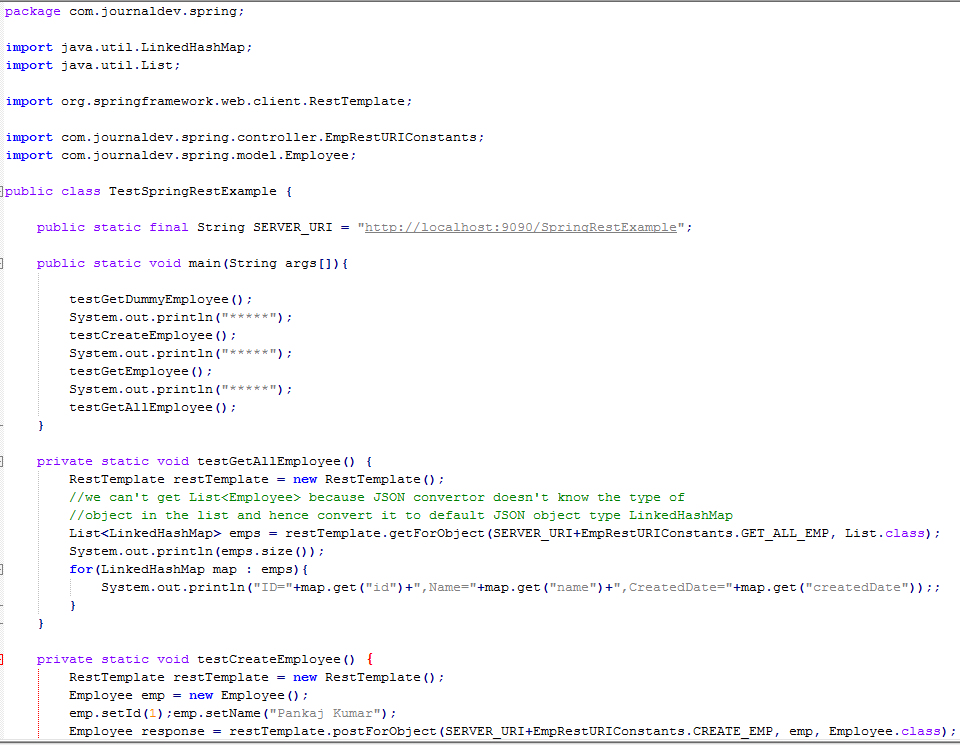 package com.journaldev.spring;
import java.util.LinkedHashMap;
import java.util.List;
import org.springframework.web.client.RestTemplate;
import com.journaldev.spring.controller.EmpRestURIConstants;
import com.journaldev.spring.model.Employee;
public class TestSpringRestExample {
public static final String SERVER_URI = "http://localhost:9090/SpringRestExample";
public static void main(String args[]){
testGetDummyEmployee();
System.out.println("*****");
testCreateEmployee();
System.out.println("*****");
testGetEmployee();
System.out.println("*****");
testGetAllEmployee();
}
private static void testGetAllEmployee() {
RestTemplate restTemplate = new RestTemplate();
//we can't get List<Employee> because JSON convertor doesn't know the type of
//object in the list and hence convert it to default JSON object type LinkedHashMap
List<LinkedHashMap> emps = restTemplate.getForObject(SERVER_URI+EmpRestURIConstants.GET_ALL_EMP, List.class);
System.out.println(emps.size());
for(LinkedHashMap map : emps){
System.out.println("ID="+map.get("id")+",Name="+map.get("name")+",CreatedDate="+map.get("createdDate"));;
}
}
private static void testCreateEmployee() {
RestTemplate restTemplate = new RestTemplate();
Employee emp = new Employee();
emp.setId(1);emp.setName("Pankaj Kumar");
Employee response = restTemplate.postForObject(SERVER_URI+EmpRestURIConstants.CREATE_EMP, emp, Employee.class);